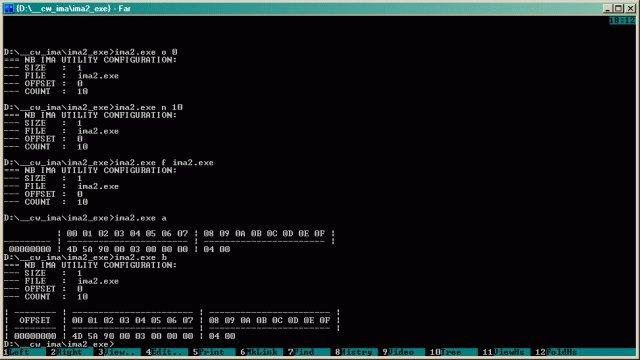 {D:\__cw_ima\ima2_exe} - Far
18:12
D:\__cw_ima\ima2_exe>ima2.exe o 0
=== NB IMA UTILITY CONFIGURATION:
--- SIZE   :  1
--- FILE   :  ima2.exe
--- OFFSET :  0
--- COUNT  :  10
D:\__cw_ima\ima2_exe>ima2.exe n 10
=== NB IMA UTILITY CONFIGURATION:
--- SIZE   :  1
--- FILE   :  ima2.exe
--- OFFSET :  0
--- COUNT  :  10
D:\__cw_ima\ima2_exe>ima2.exe f ima2.exe
=== NB IMA UTILITY CONFIGURATION:
--- SIZE   :  1
--- FILE   :  ima2.exe
--- OFFSET :  0
--- COUNT  :  10
D:\__cw_ima\ima2_exe>ima2.exe a
         ¦ 00 01 02 03 04 05 06 07 ¦ 08 09 0A 0B 0C 0D 0E 0F ¦
-------- ¦ ----------------------- ¦ ----------------------- ¦
00000000 ¦ 4D 5A 90 00 03 00 00 00 ¦ 04 00
D:\__cw_ima\ima2_exe>ima2.exe b
=== NB IMA UTILITY CONFIGURATION:
--- SIZE   :  1
--- FILE   :  ima2.exe
--- OFFSET :  0
--- COUNT  :  10
¦ -------- ¦ ----------------------- ¦ ----------------------- ¦
¦  OFFSET  ¦ 00 01 02 03 04 05 06 07 ¦ 08 09 0A 0B 0C 0D 0E 0F ¦
¦ -------- ¦ ----------------------- ¦ ----------------------- ¦
¦ 00000000 ¦ 4D 5A 90 00 03 00 00 00 ¦ 04 00
D:\__cw_ima\ima2_exe>
1Left 2Right 3View.. 4Edit.. 5Print 6MkLink 7Find 8Histry 9Video 10Tree 11ViewHs 12FoldHs